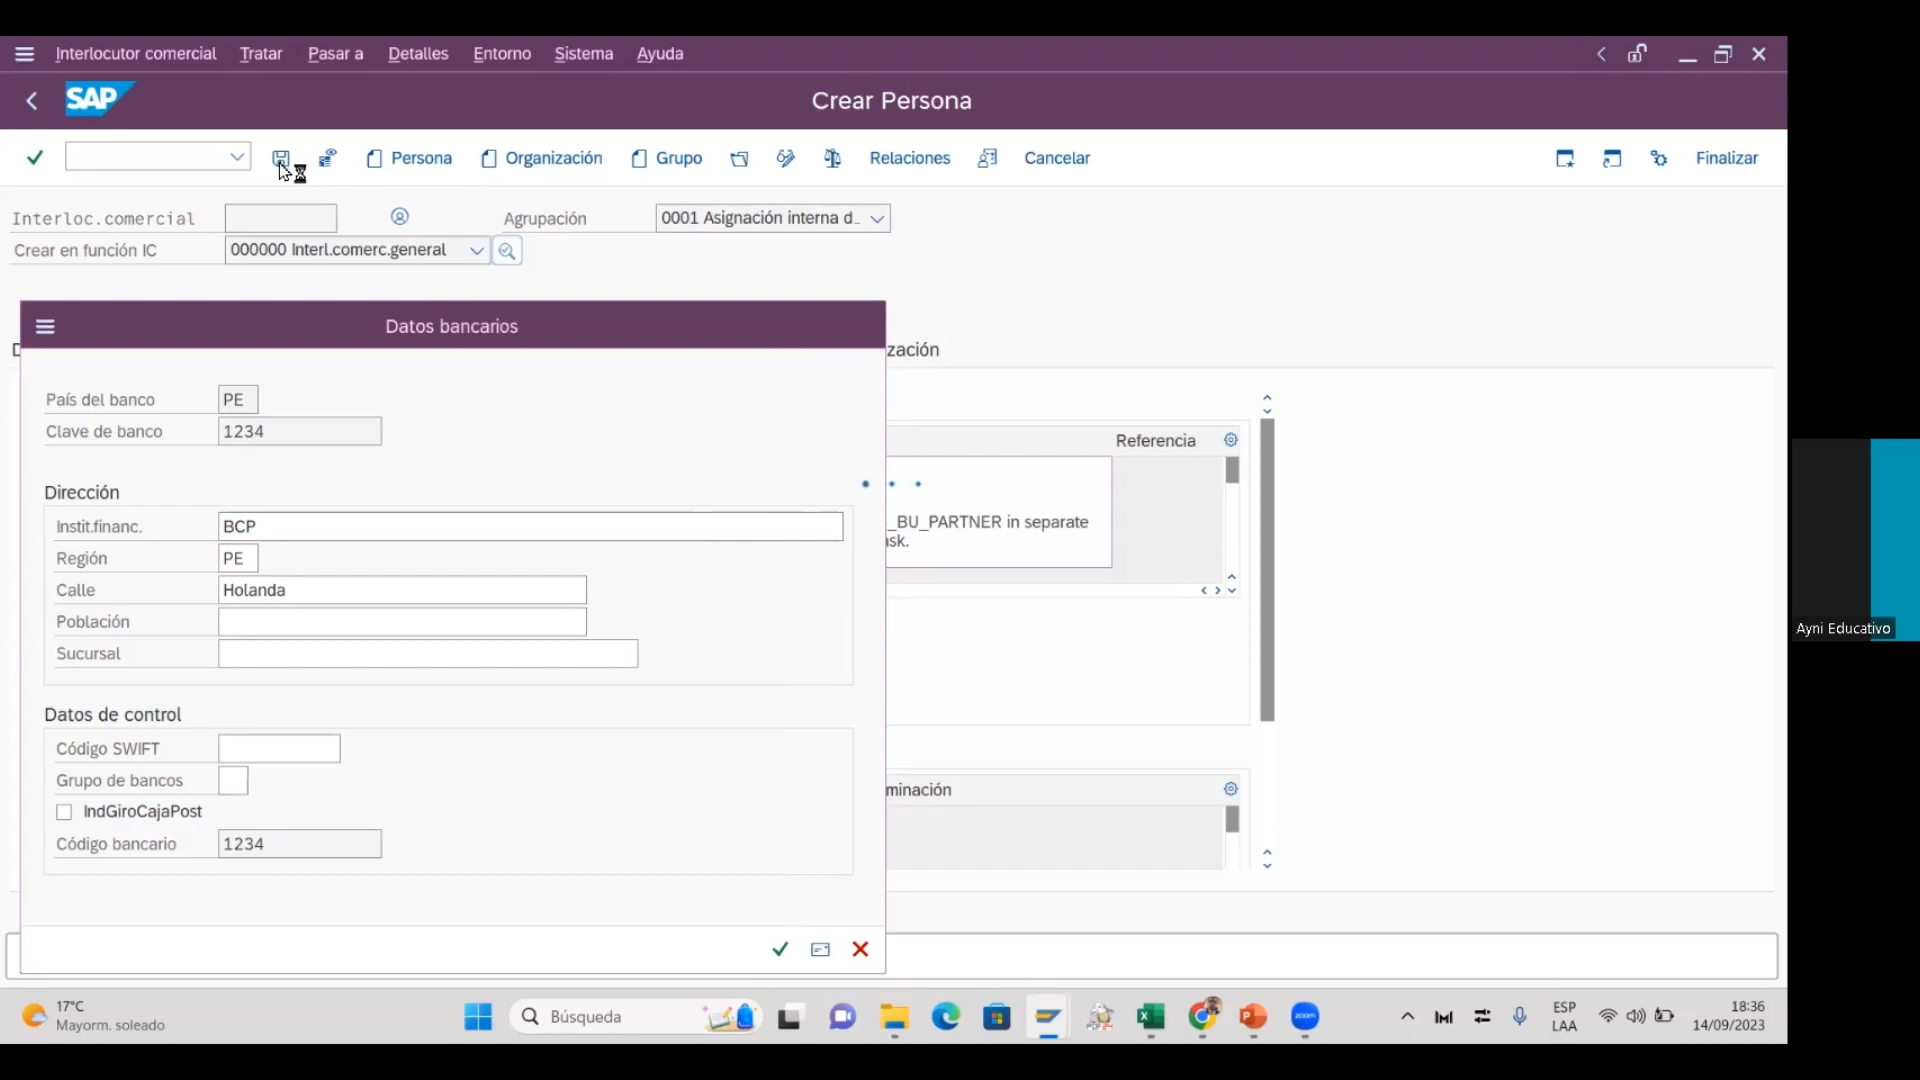 Interlocutor comercial Tratar Pasar a Detalles Entorno Sistema Ayuda
SAP
Crear Persona
Persona Organización Grupo Relaciones Cancelar Finalizar
Interloc.comercial Agrupación 0001 Asignación interna d..
Crear en función IC 000000 Interl.comerc.general
Datos bancarios
zación
País del banco PE
Clave de banco 1234
Referencia
Dirección
_BU_PARTNER in separate
Instit.financ. BCP
sk.
Región PE
Calle Holanda
Población
Sucursal
Ayni Educativo
Datos de control
Código SWIFT
Grupo de bancos
minación
IndGiroCajaPost
Código bancario 1234
17°C
Mayorm. soleado
Búsqueda
zoom
ESP
LAA
18:36
14/09/2023